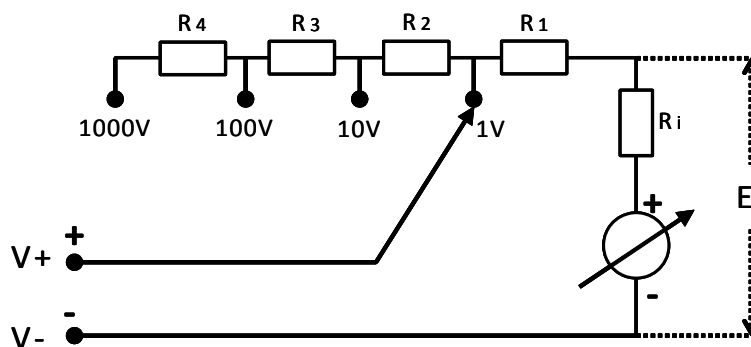 R4 R3 R2 R1
1000V 100V 10V 1V
Ri
+
E
V+ +
-
V- -